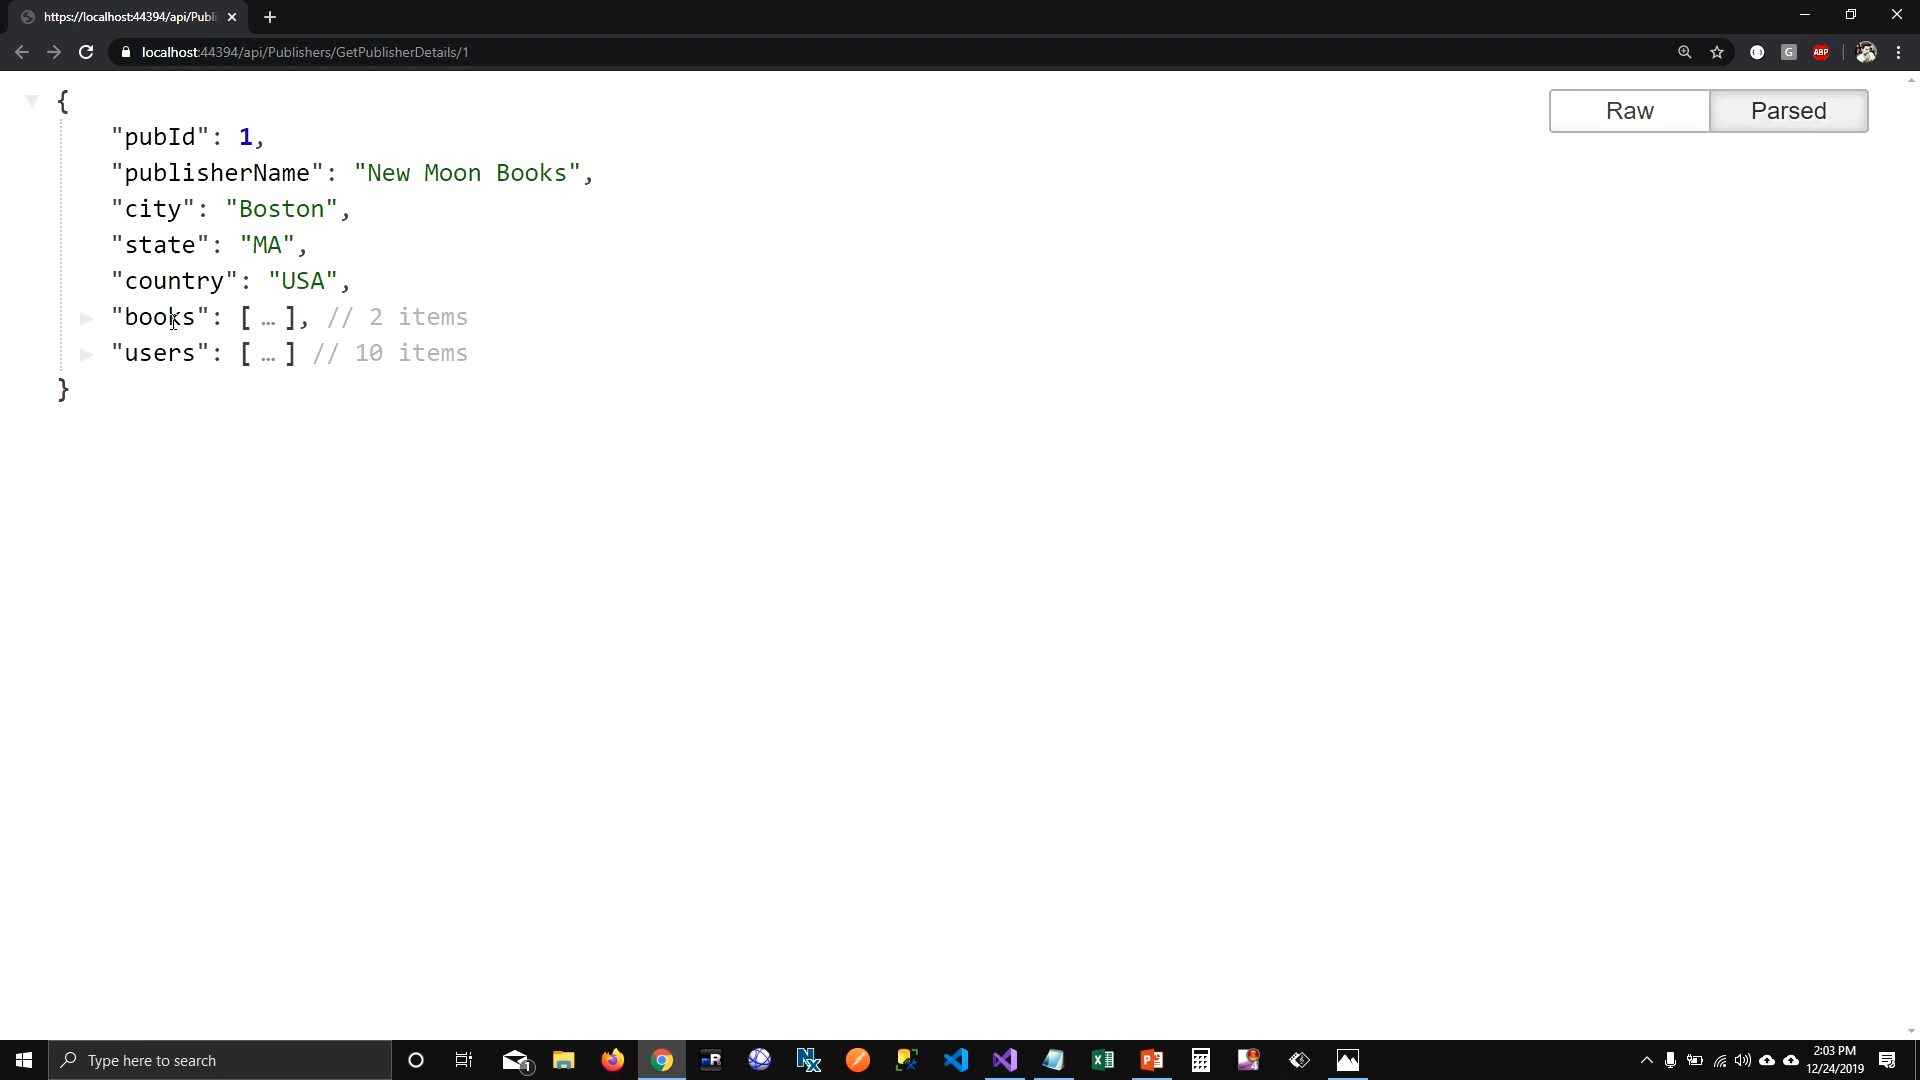 https://localhost:44394/api/Publi
localhost:44394/api/Publishers/GetPublisherDetails/1
G
ABP
Raw
Parsed
{
"pubId": 1,
"publisherName": "New Moon Books",
"city": "Boston",
"state": "MA",
"country": "USA",
"books": [ … ], // 2 items
"users": [ … ] // 10 items
}
Type here to search
1
2:03 PM
12/24/2019